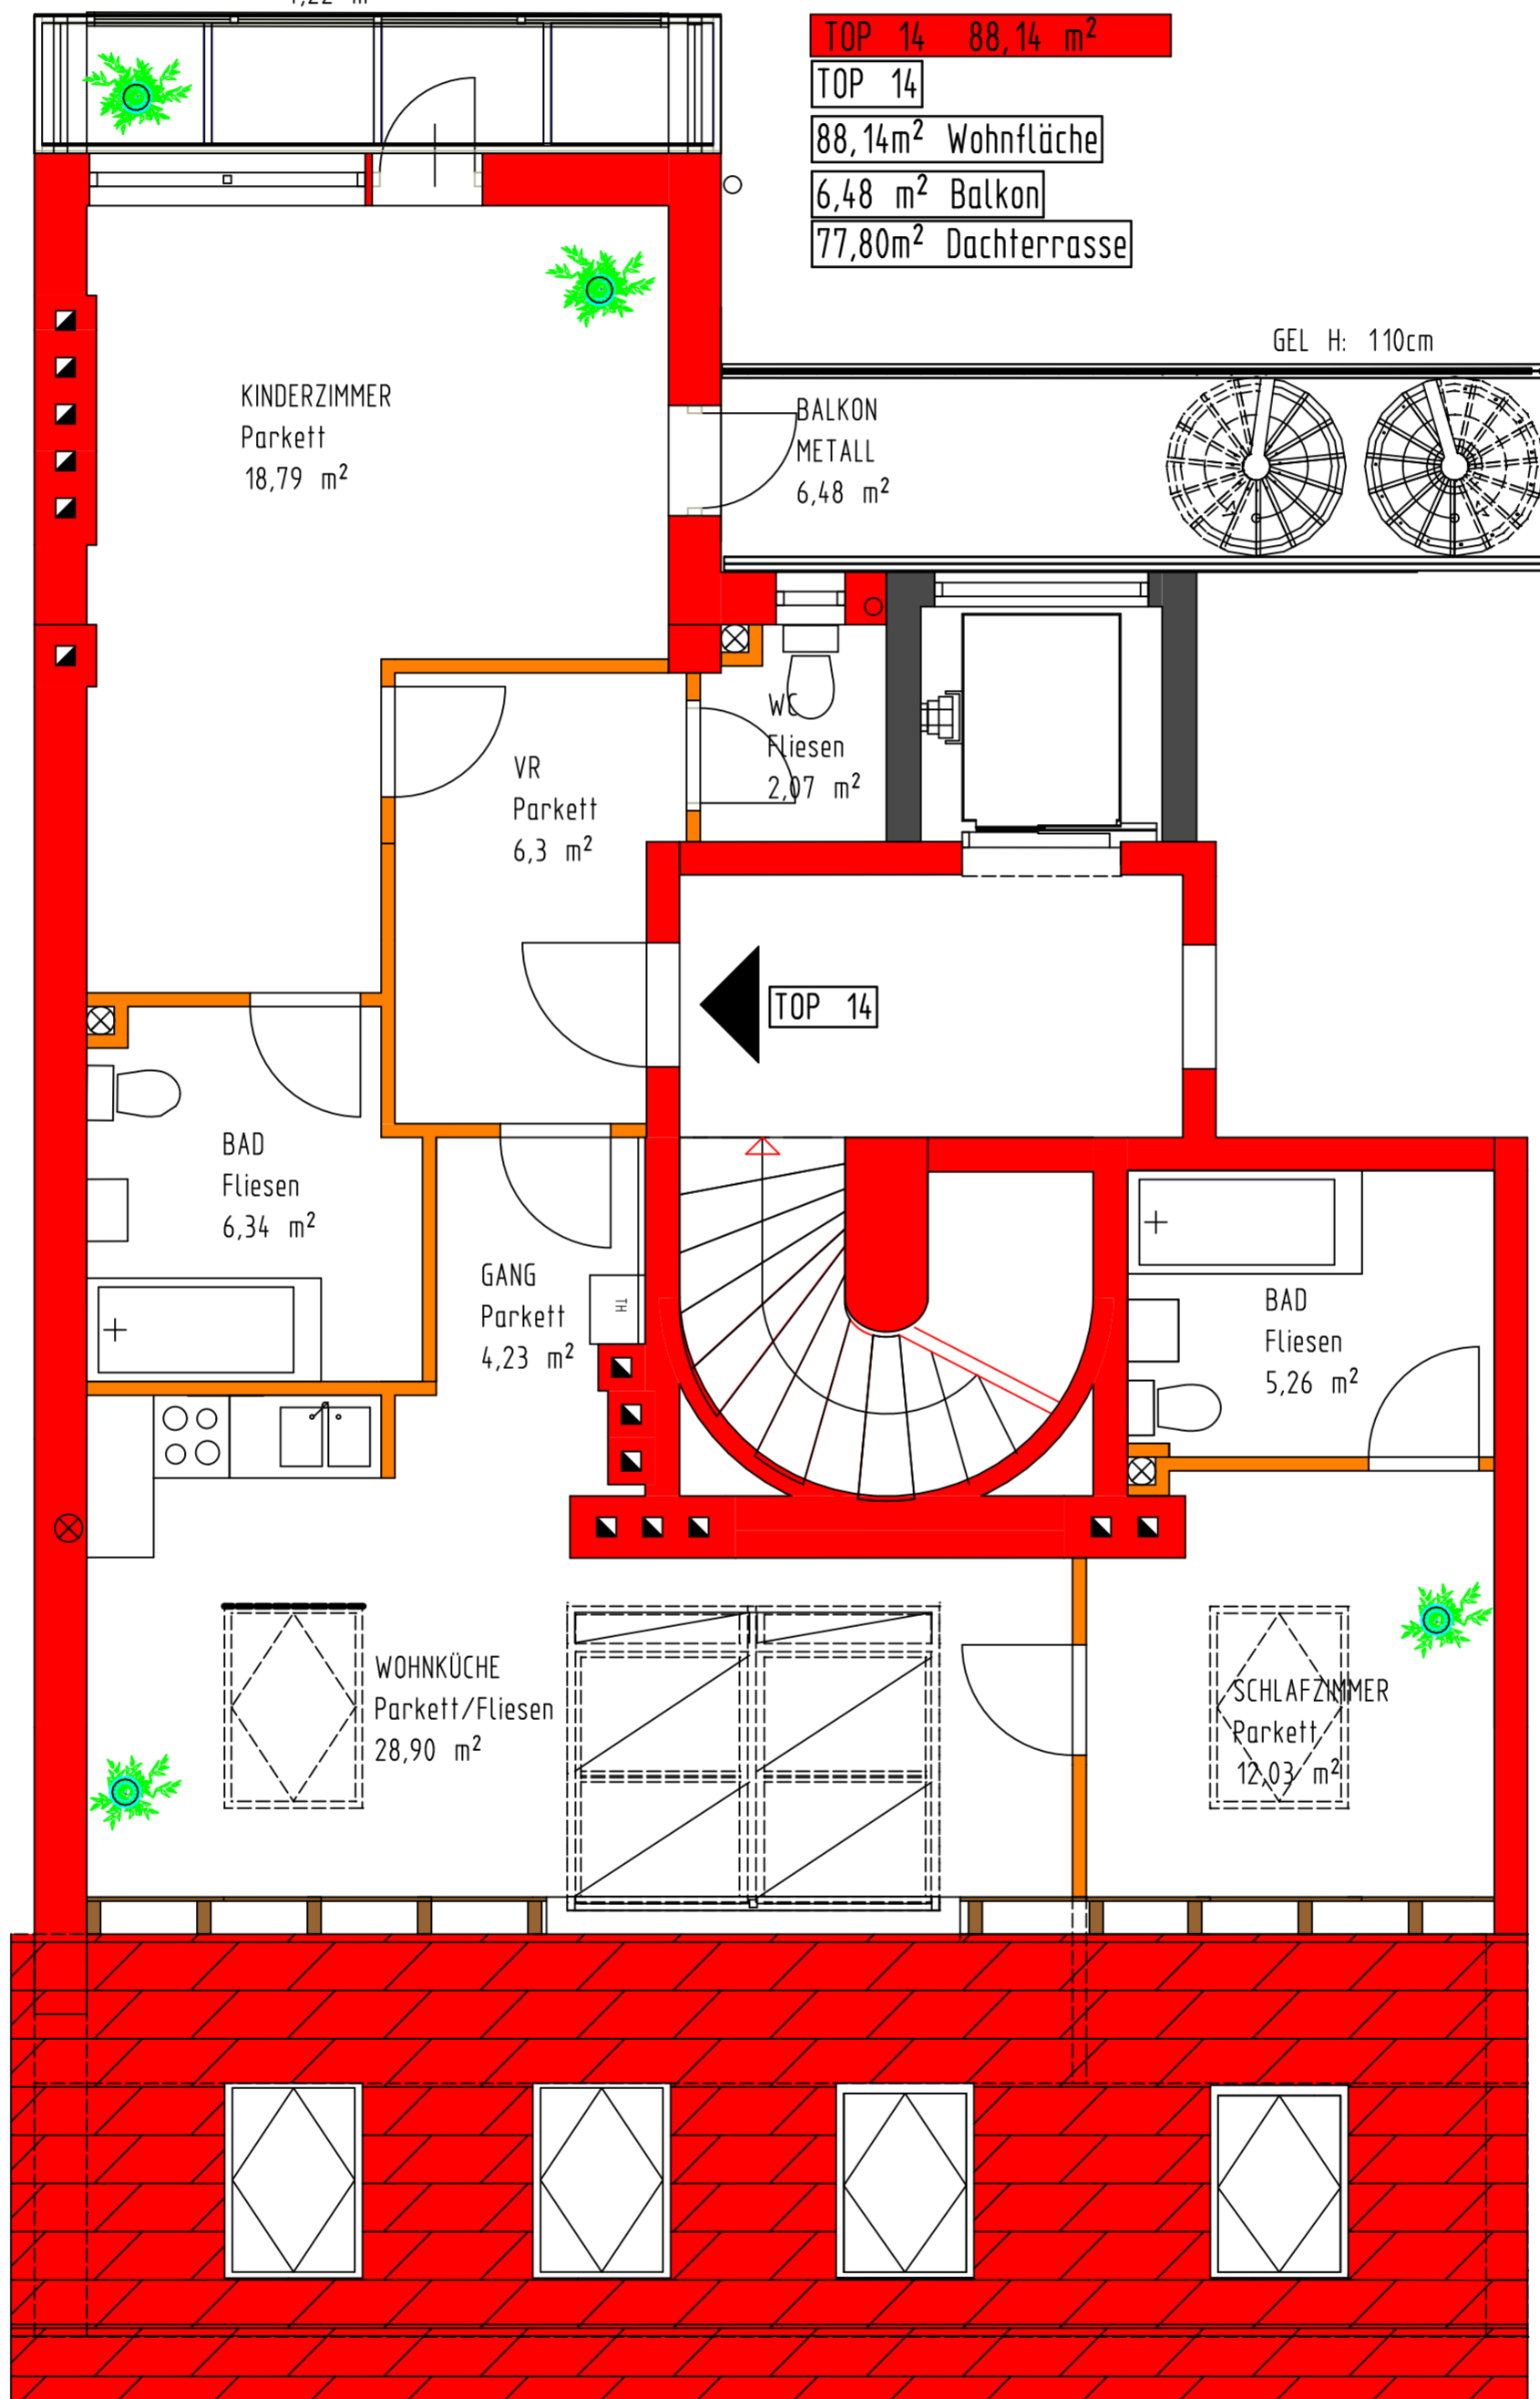 TOP 14 88,14 m²
TOP 14
88,14m² Wohnfläche
6,48 m² Balkon
77,80m² Dachterrasse
GEL H: 110cm
KINDERZIMMER
Parkett
18,79 m²
BALKON
METALL
6,48 m²
WC
Fliesen
2,07 m²
VR
Parkett
6,3 m²
TOP 14
BAD
Fliesen
6,34 m²
GANG
Parkett
4,23 m²
TH
BAD
Fliesen
5,26 m²
WOHNKÜCHE
Parkett/Fliesen
28,90 m²
SCHLAFZIMMER
Parkett
12,03 m²